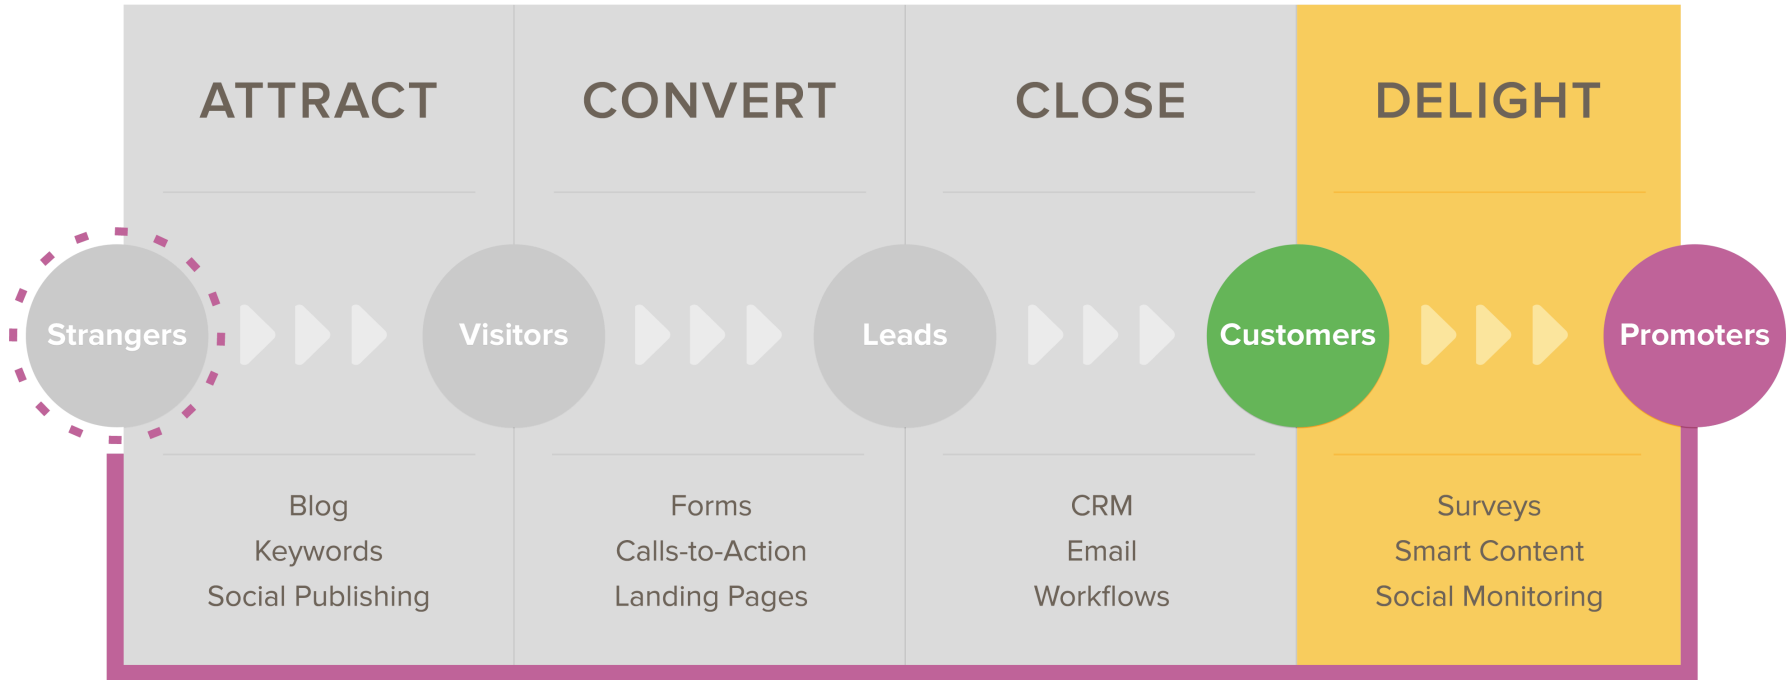 ATTRACT
CONVERT
CLOSE
DELIGHT
Strangers
Visitors
Leads
Customers
Promoters
Blog
Keywords
Social Publishing
Forms
Calls-to-Action
Landing Pages
CRM
Email
Workflows
Surveys
Smart Content
Social Monitoring